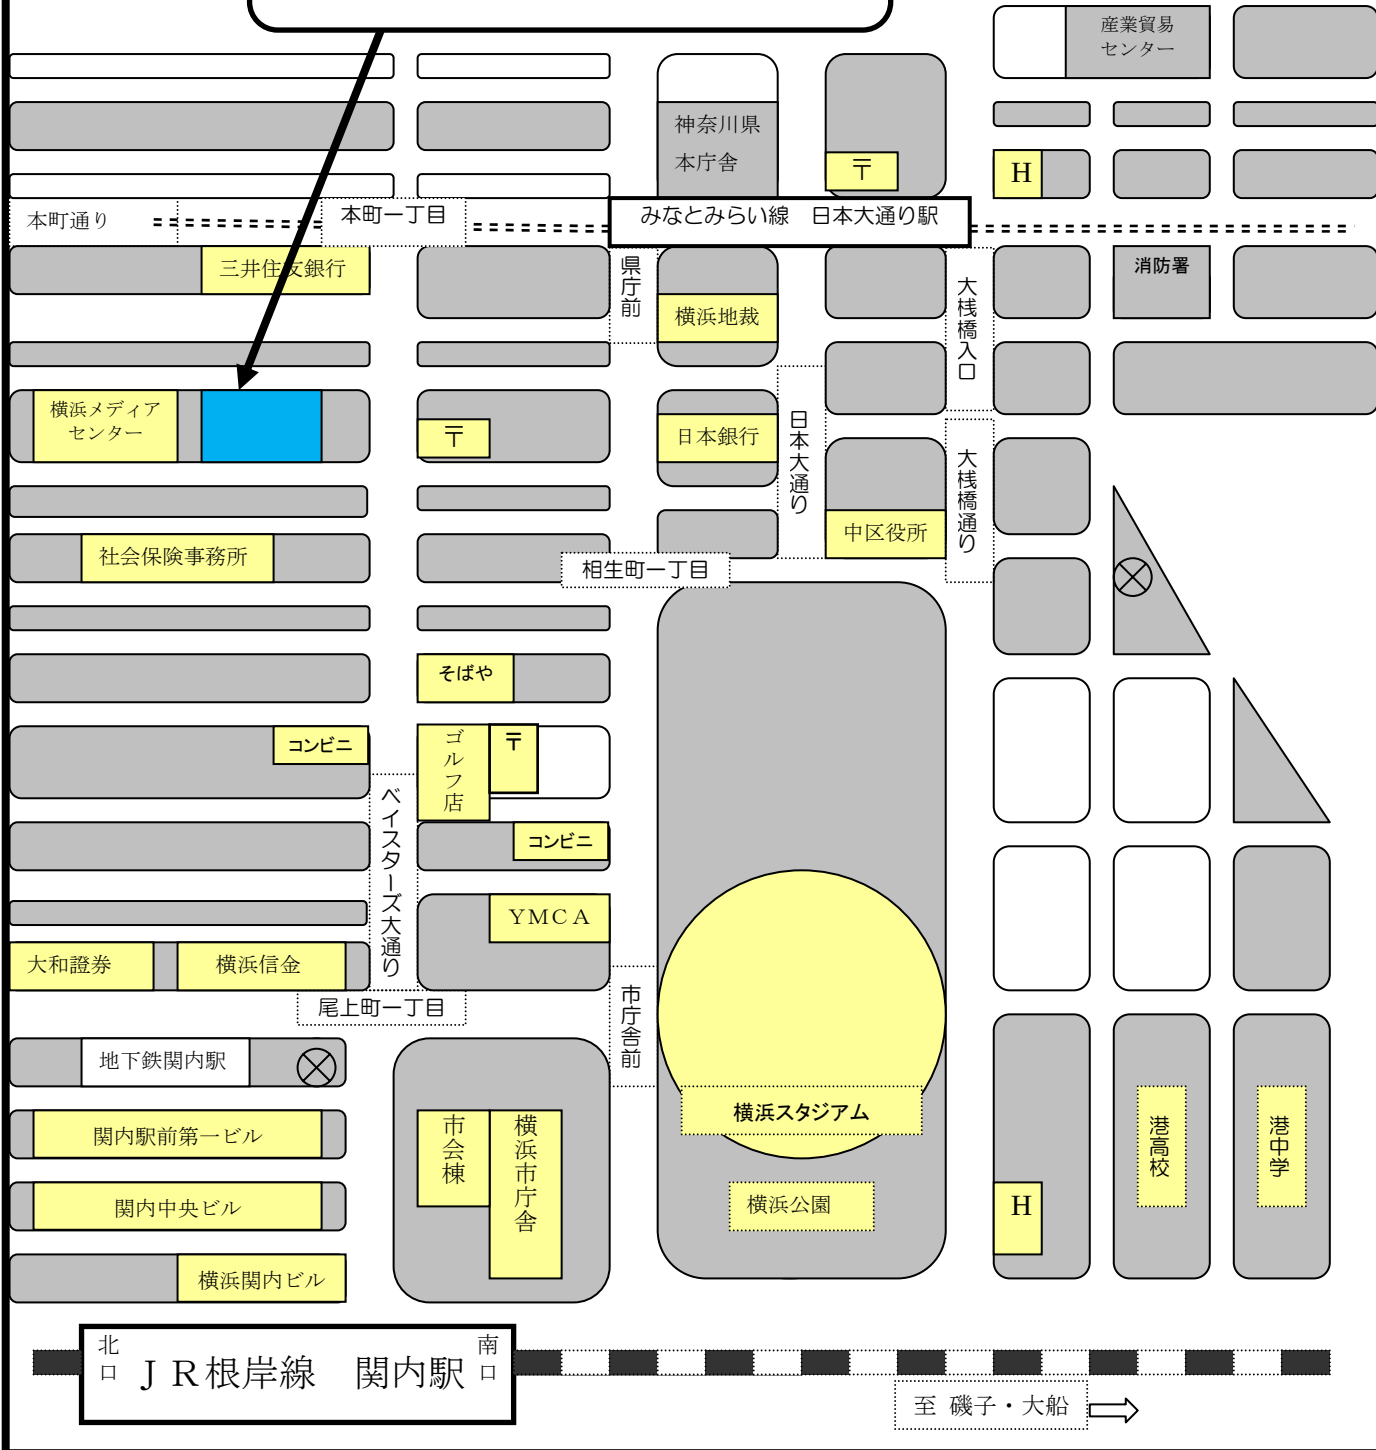 産業貿易
センター
神奈川県
本庁舎
〒
H
本町通り
本町一丁目
みなとみらい線　日本大通り駅
三井住友銀行
県庁前
横浜地裁
大桟橋入口
消防署
横浜メディア
センター
〒
日本銀行
日本大通り
大桟橋通り
中区役所
社会保険事務所
相生町一丁目
そばや
コンビニ
ゴルフ店
〒
ベイスターズ大通り
コンビニ
YMCA
大和證券
横浜信金
尾上町一丁目
市庁舎前
地下鉄関内駅
横浜スタジアム
関内駅前第一ビル
市会棟
横浜市庁舎
港高校
港中学
関内中央ビル
横浜公園
H
横浜関内ビル
北口
ＪＲ根岸線　関内駅
南口
至 磯子・大船